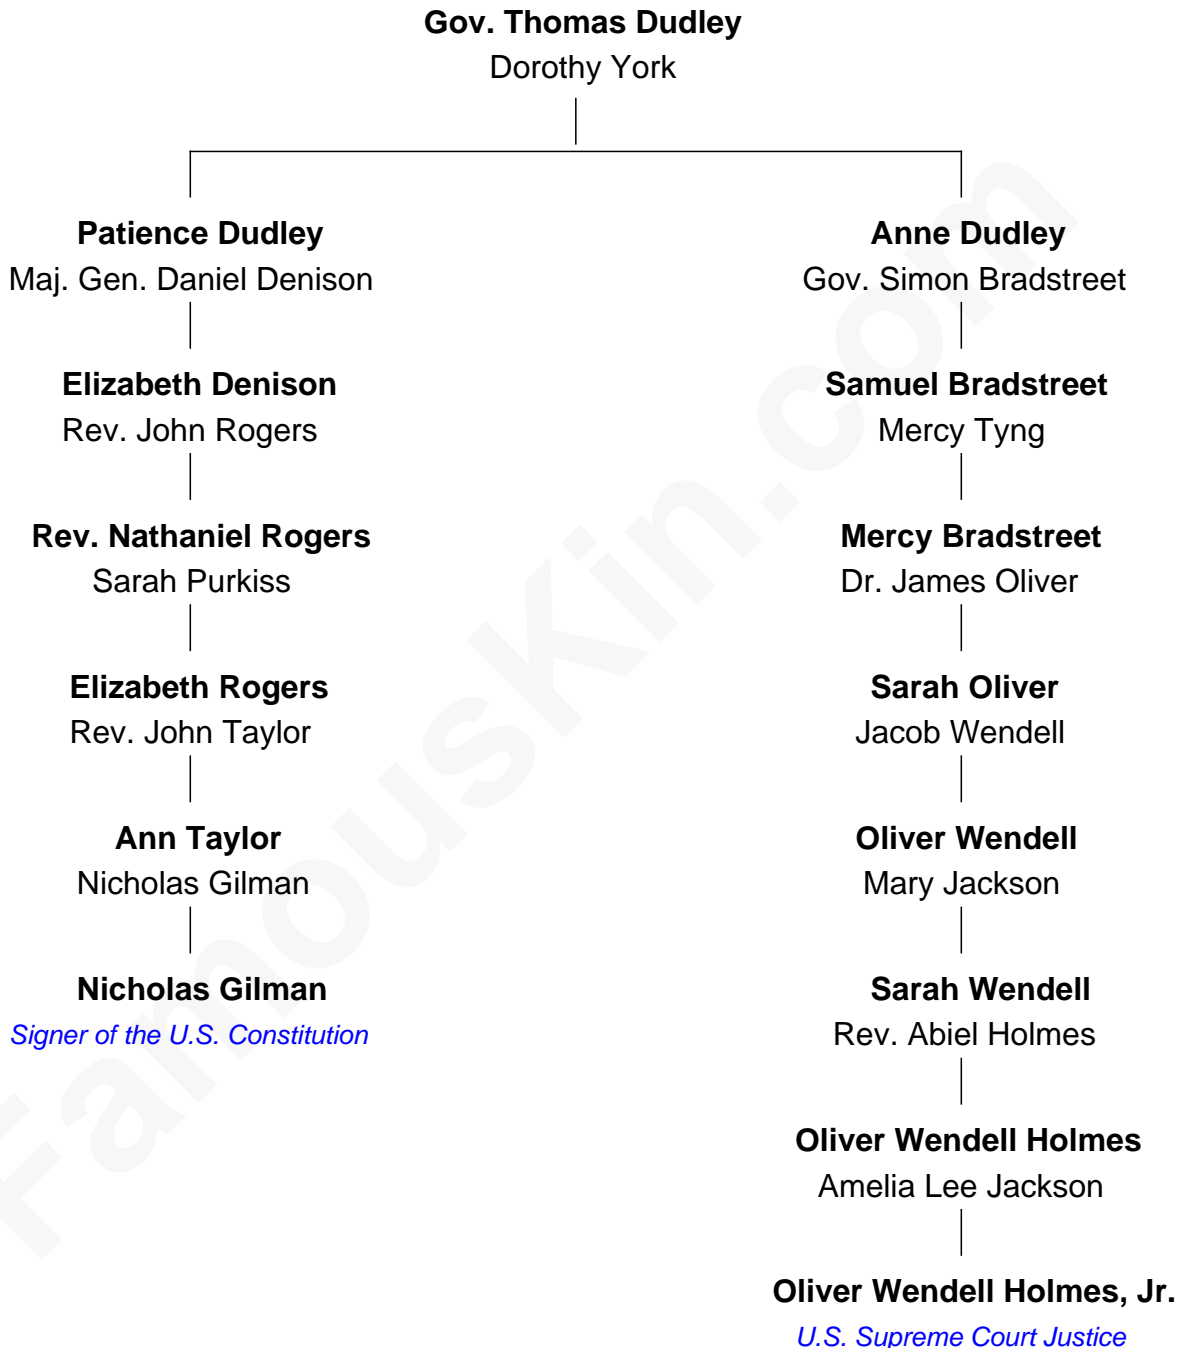 Gov. Thomas Dudley
Dorothy York
Patience Dudley
Maj. Gen. Daniel Denison
Elizabeth Denison
Rev. John Rogers
Rev. Nathaniel Rogers
Sarah Purkiss
Elizabeth Rogers
Rev. John Taylor
Ann Taylor
Nicholas Gilman
Nicholas Gilman
Signer of the U.S. Constitution
Anne Dudley
Gov. Simon Bradstreet
Samuel Bradstreet
Mercy Tyng
Mercy Bradstreet
Dr. James Oliver
Sarah Oliver
Jacob Wendell
Oliver Wendell
Mary Jackson
Sarah Wendell
Rev. Abiel Holmes
Oliver Wendell Holmes
Amelia Lee Jackson
Oliver Wendell Holmes, Jr.
U.S. Supreme Court Justice
FamousKin.com